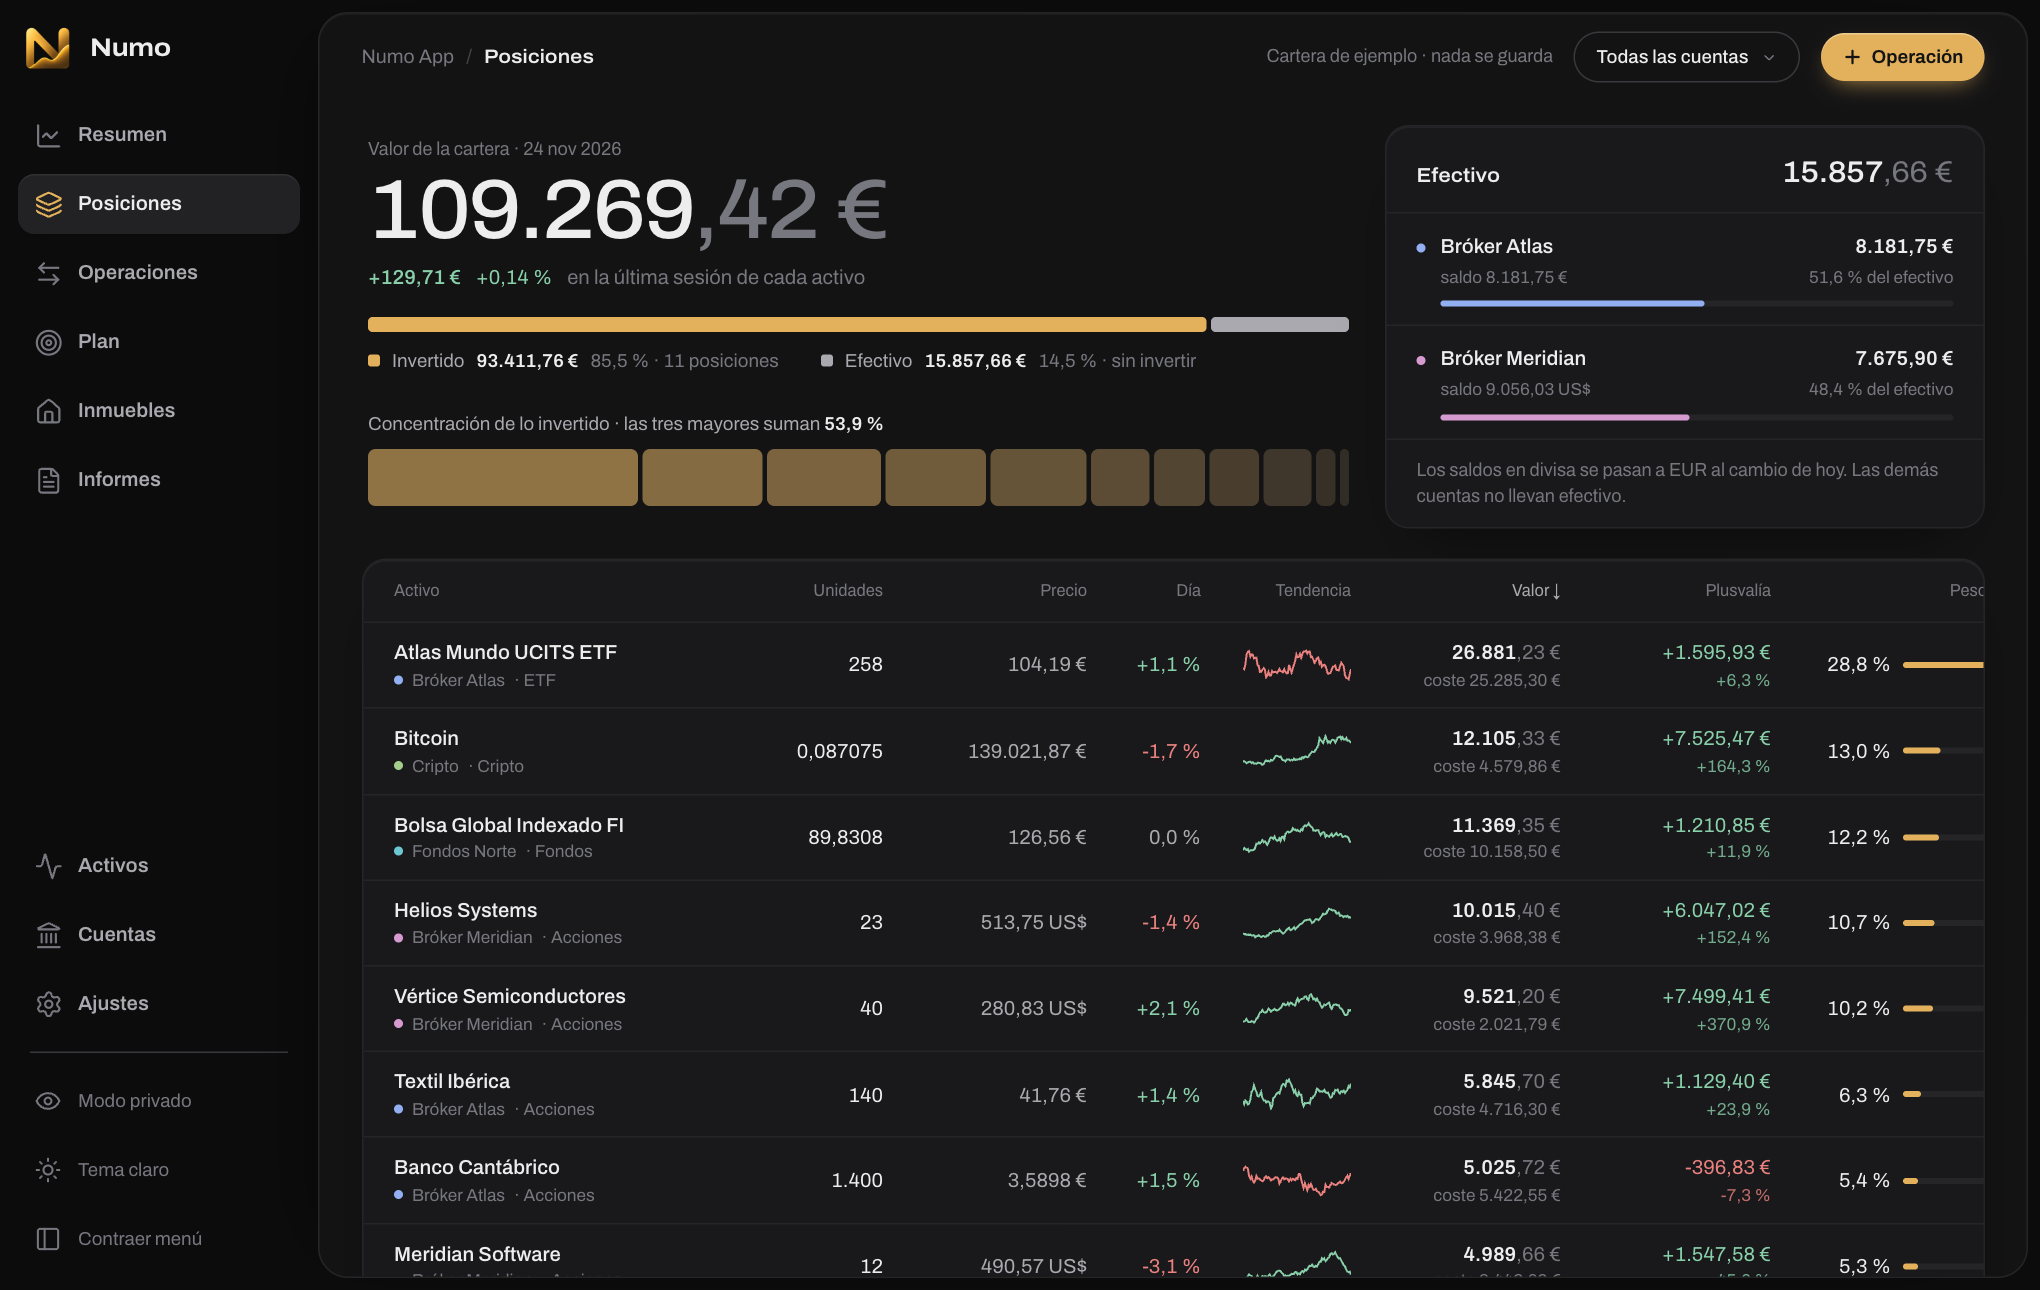 Numo
Resumen
Posiciones
Operaciones
Plan
Inmuebles
Informes
Activos
Cuentas
Ajustes
Modo privado
Tema claro
Contraer menú
Numo App / Posiciones
Cartera de ejemplo · nada se guarda
Todas las cuentas
+ Operación
Valor de la cartera · 24 nov 2026
109.269,42 €
+129,71 € +0,14 % en la última sesión de cada activo
Invertido 93.411,76 € 85,5 % · 11 posiciones
Efectivo 15.857,66 € 14,5 % · sin invertir
Concentración de lo invertido · las tres mayores suman 53,9 %
Efectivo 15.857,66 €
Bróker Atlas 8.181,75 €
saldo 8.181,75 € 51,6 % del efectivo
Bróker Meridian 7.675,90 €
saldo 9.056,03 US$ 48,4 % del efectivo
Los saldos en divisa se pasan a EUR al cambio de hoy. Las demás
cuentas no llevan efectivo.
Activo Unidades Precio Día Tendencia Valor ↓ Plusvalía Peso
Atlas Mundo UCITS ETF 258 104,19 € +1,1 % 26.881,23 € +1.595,93 € 28,8 %
Bróker Atlas · ETF coste 25.285,30 € +6,3 %
Bitcoin 0,087075 139.021,87 € -1,7 % 12.105,33 € +7.525,47 € 13,0 %
Cripto · Cripto coste 4.579,86 € +164,3 %
Bolsa Global Indexado FI 89,8308 126,56 € 0,0 % 11.369,35 € +1.210,85 € 12,2 %
Fondos Norte · Fondos coste 10.158,50 € +11,9 %
Helios Systems 23 513,75 US$ -1,4 % 10.015,40 € +6.047,02 € 10,7 %
Bróker Meridian · Acciones coste 3.968,38 € +152,4 %
Vértice Semiconductores 40 280,83 US$ +2,1 % 9.521,20 € +7.499,41 € 10,2 %
Bróker Meridian · Acciones coste 2.021,79 € +370,9 %
Textil Ibérica 140 41,76 € +1,4 % 5.845,70 € +1.129,40 € 6,3 %
Bróker Atlas · Acciones coste 4.716,30 € +23,9 %
Banco Cantábrico 1.400 3,5898 € +1,5 % 5.025,72 € -396,83 € 5,4 %
Bróker Atlas · Acciones coste 5.422,55 € -7,3 %
Meridian Software 12 490,57 US$ -3,1 % 4.989,66 € +1.547,58 € 5,3 %